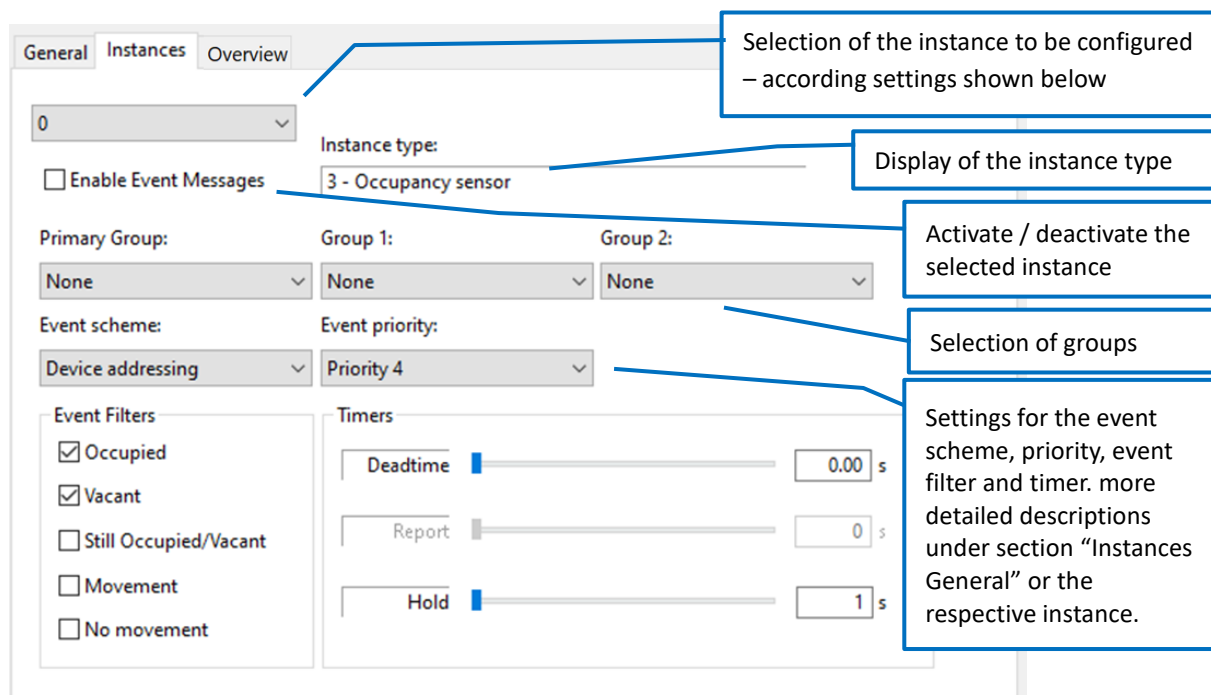 General Instances Overview
Selection of the instance to be configured
– according settings shown below
0
Instance type:
Display of the instance type
Enable Event Messages
3 - Occupancy sensor
Activate / deactivate the
selected instance
Primary Group: Group 1: Group 2:
None None None
Selection of groups
Event scheme: Event priority:
Device addressing Priority 4
Settings for the event
scheme, priority, event
filter and timer. more
detailed descriptions
under section “Instances
General” or the
respective instance.
Event Filters
Occupied
Vacant
Still Occupied/Vacant
Movement
No movement
Timers
Deadtime 0.00 s
Report 0 s
Hold 1 s